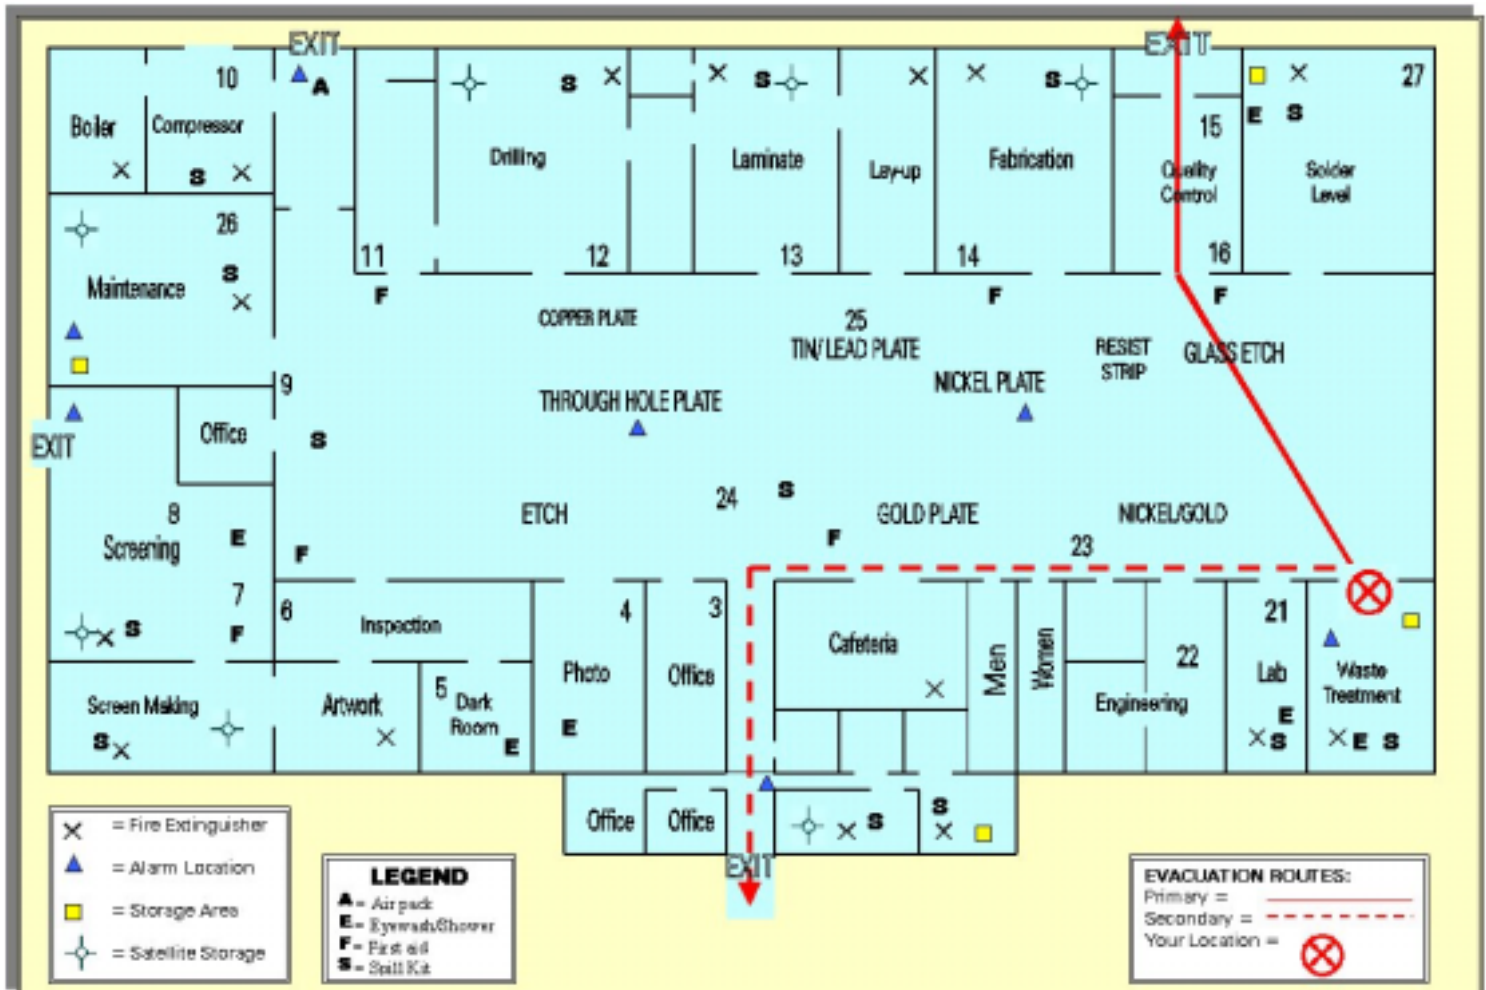 EXIT
EXIT
10
A
S
S
S
27
Boiler
Compressor
E
S
15
Drilling
Laminate
Lay-up
Fabrication
Quality
Control
Solder
Level
S
26
11
12
13
14
16
S
Maintenance
F
F
F
COPPER PLATE
25
TIN/LEAD PLATE
RESIST
STRIP
GLASS ETCH
9
NICKEL PLATE
THROUGH HOLE PLATE
Office
EXIT
S
24
S
8
ETCH
GOLD PLATE
NICKEL/GOLD
Screening
E
F
F
23
7
6
4
3
21
Inspection
S
F
Cafeteria
Men
Women
22
Photo
Office
Lab
Waste
Treatment
5
Screen Making
Artwork
Dark
Room
Engineering
S
E
E
E
S
E
S
Office
Office
S
S
EXIT
= Fire Extinguisher
= Alarm Location
= Storage Area
= Satellite Storage
LEGEND
A = Air pack
E = Eyewash/Shower
F = First aid
S = Spill Kit
EVACUATION ROUTES:
Primary =
Secondary =
Your Location =